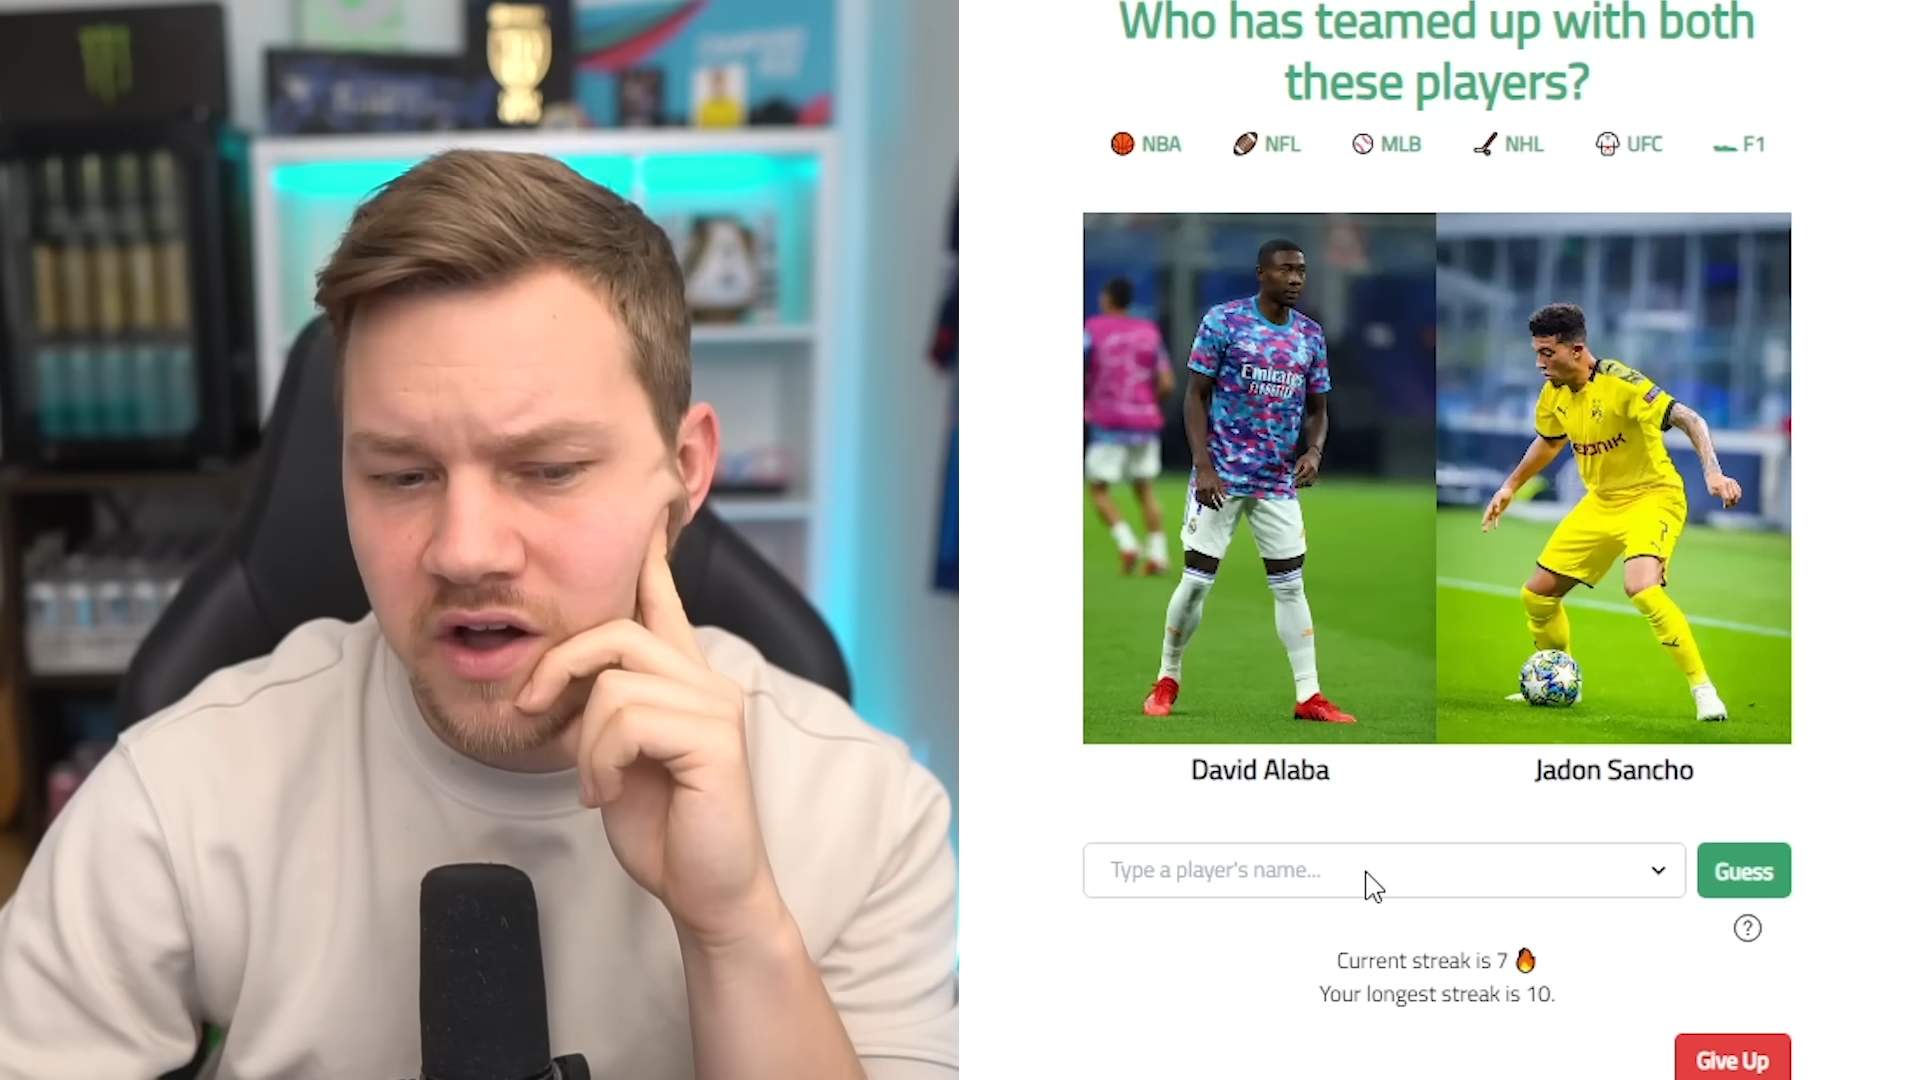 Who has teamed up with both
these players?
NBA NFL MLB NHL UFC F1
Emirates
David Alaba
Jadon Sancho
Type a player's name...
Guess
?
Current streak is 7 🔥
Your longest streak is 10.
Give Up